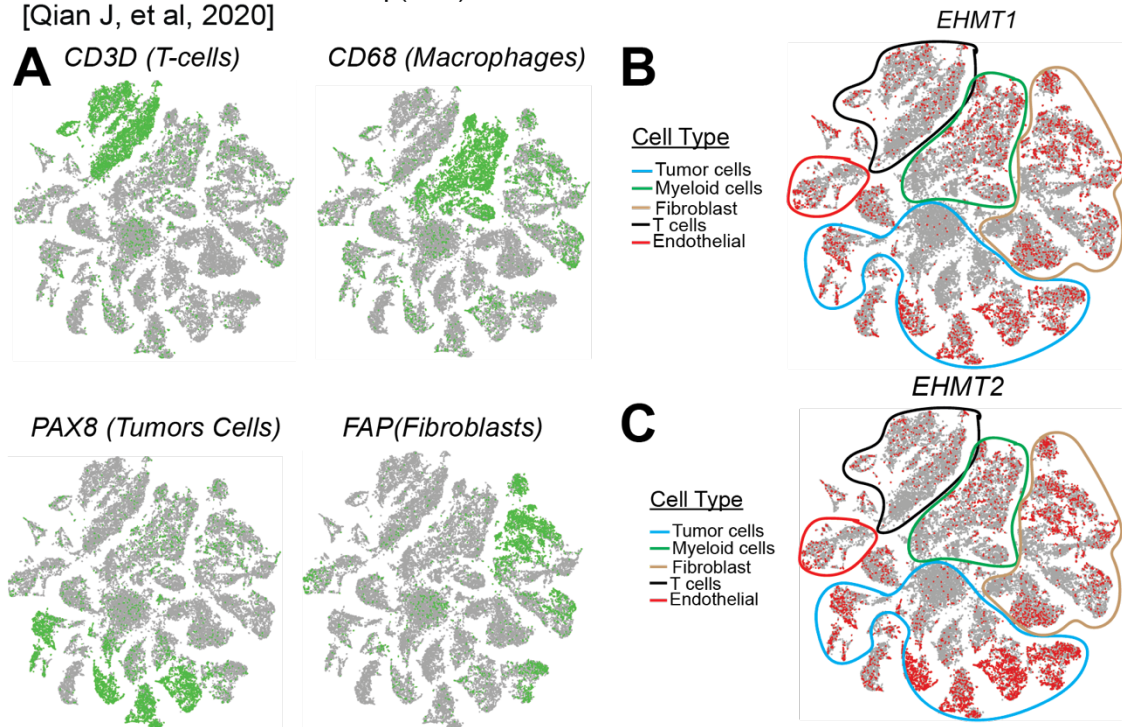 [Qian J, et al, 2020]
A
CD3D (T-cells)
CD68 (Macrophages)
PAX8 (Tumors Cells)
FAP(Fibroblasts)
B
EHMT1
Cell Type
Tumor cells
Myeloid cells
Fibroblast
T cells
Endothelial
C
EHMT2
Cell Type
Tumor cells
Myeloid cells
Fibroblast
T cells
Endothelial